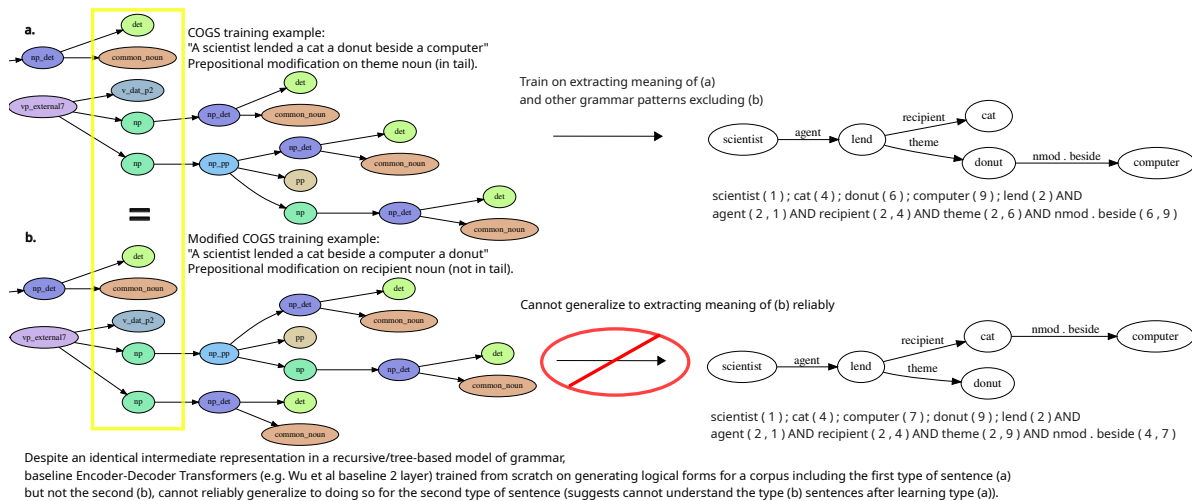 a.
COGS training example:
"A scientist lended a cat a donut beside a computer"
Prepositional modification on theme noun (in tail).
det
np_det
common_noun
vp_external7
v_dat_p2
np
np_det
det
common_noun
np
np_pp
np_det
det
common_noun
pp
np
np_det
det
common_noun
Train on extracting meaning of (a)
and other grammar patterns excluding (b)
scientist
agent
lend
recipient
cat
theme
donut
nmod . beside
computer
scientist ( 1 ) ; cat ( 4 ) ; donut ( 6 ) ; computer ( 9 ) ; lend ( 2 ) AND
agent ( 2 , 1 ) AND recipient ( 2 , 4 ) AND theme ( 2 , 6 ) AND nmod . beside ( 6 , 9 )
=
b.
Modified COGS training example:
"A scientist lended a cat beside a computer a donut"
Prepositional modification on recipient noun (not in tail).
det
np_det
common_noun
vp_external7
v_dat_p2
np
np_pp
np_det
det
common_noun
pp
np
np_det
det
common_noun
np
np_det
det
common_noun
Cannot generalize to extracting meaning of (b) reliably
scientist
agent
lend
recipient
cat
nmod . beside
computer
theme
donut
scientist ( 1 ) ; cat ( 4 ) ; computer ( 7 ) ; donut ( 9 ) ; lend ( 2 ) AND
agent ( 2 , 1 ) AND recipient ( 2 , 4 ) AND theme ( 2 , 9 ) AND nmod . beside ( 4 , 7 )
Despite an identical intermediate representation in a recursive/tree-based model of grammar,
baseline Encoder-Decoder Transformers (e.g. Wu et al baseline 2 layer) trained from scratch on generating logical forms for a corpus including the first type of sentence (a)
but not the second (b), cannot reliably generalize to doing so for the second type of sentence (suggests cannot understand the type (b) sentences after learning type (a)).